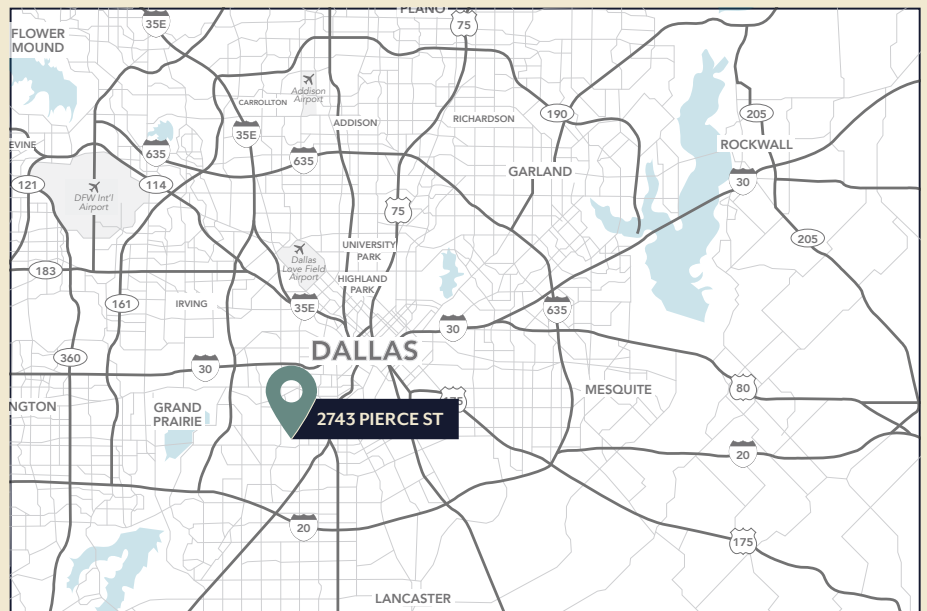 PLANO
35E
75
FLOWER
MOUND
Addison
Airport
CARROLLTON
190
205
ADDISON
RICHARDSON
35E
EVINE
635
635
ROCKWALL
GARLAND
30
121
114
DFW Int'l
Airport
75
205
UNIVERSITY
PARK
Dallas
Love Field
Airport
183
HIGHLAND
PARK
161
IRVING
35E
635
30
DALLAS
360
30
MESQUITE
80
175
NGTON
GRAND
PRAIRIE
2743 PIERCE ST
20
20
175
LANCASTER